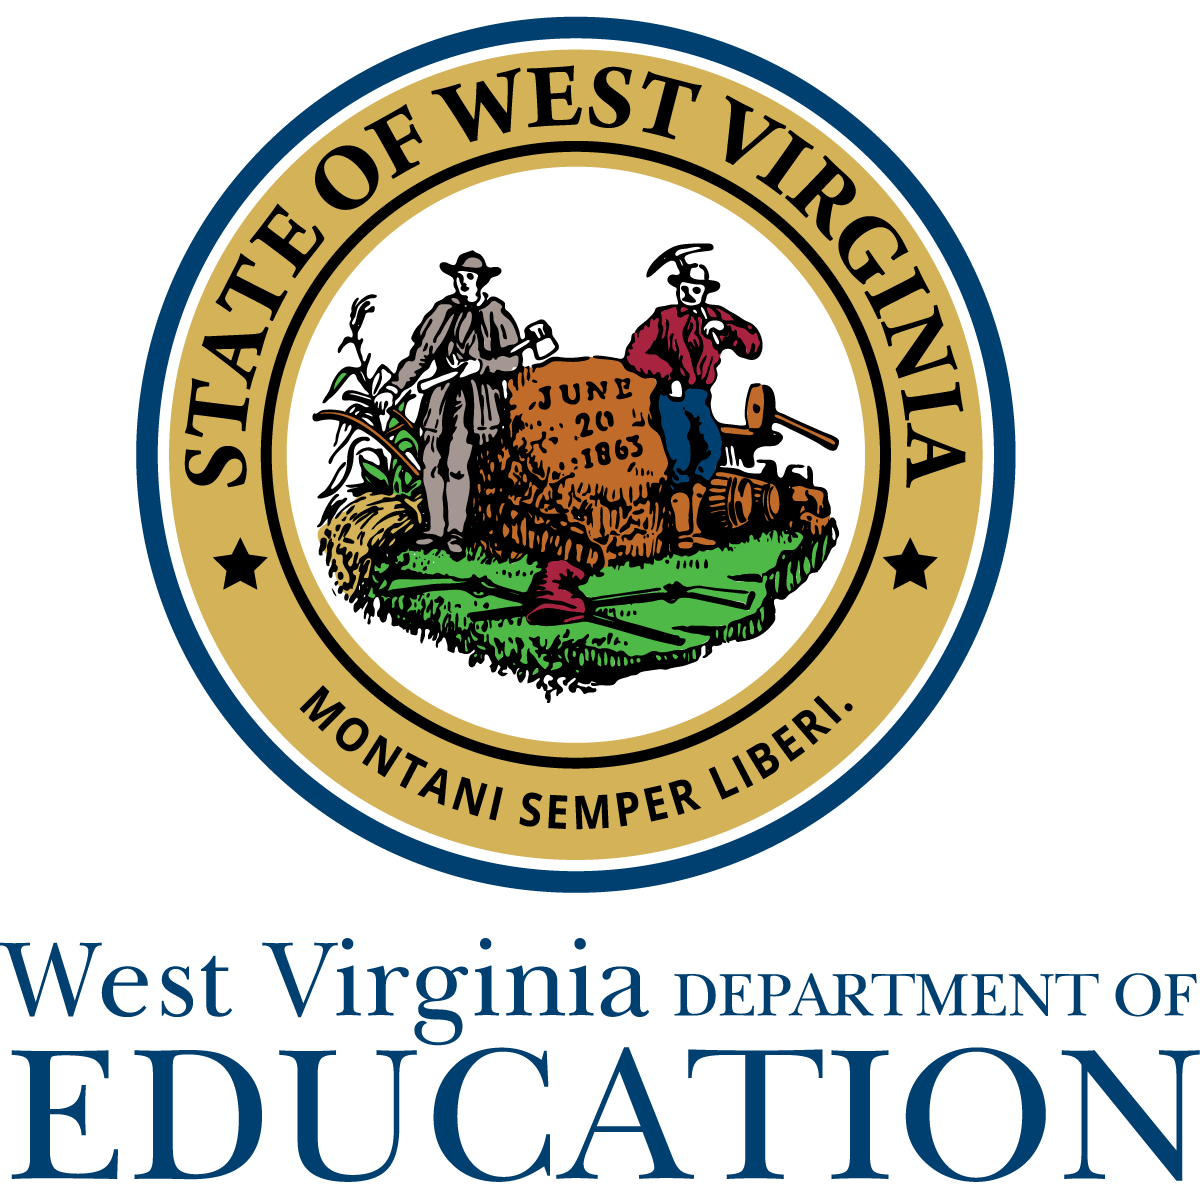 STATE OF WEST VIRGINIA
JUNE
20
1863
MONTANI SEMPER LIBERI.
West Virginia DEPARTMENT OF
EDUCATION